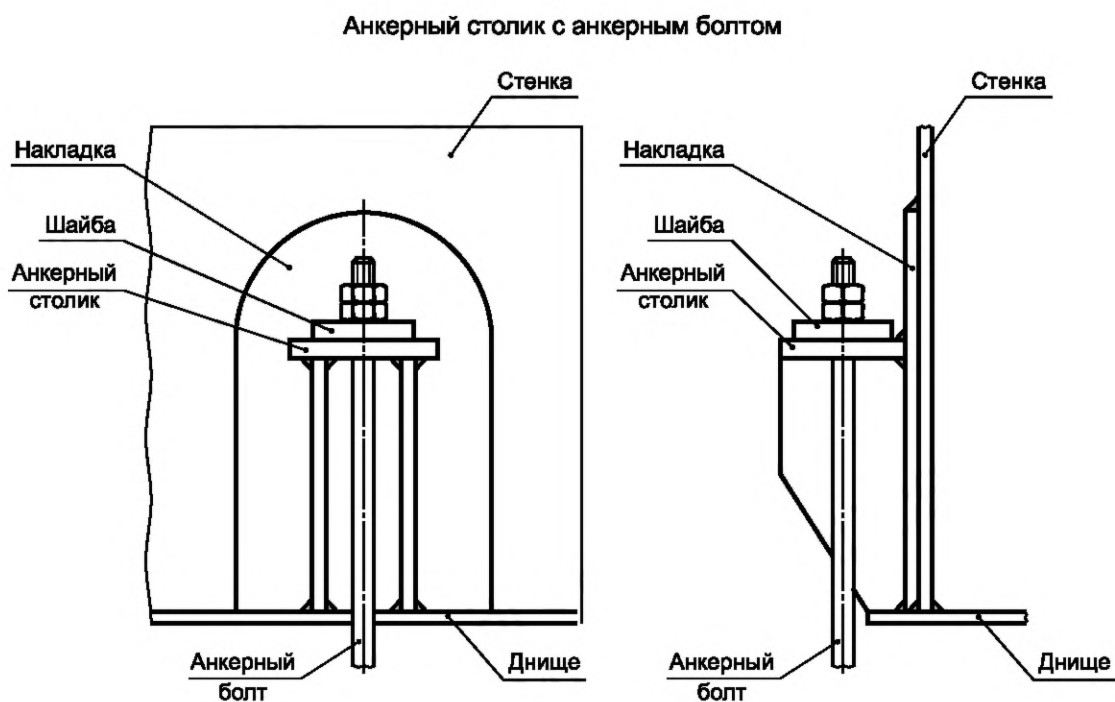 Анкерный столик с анкерным болтом
Стенка
Накладка
Шайба
Анкерный
столик
Анкерный
болт
Днище
Стенка
Накладка
Шайба
Анкерный
столик
Анкерный
болт
Днище